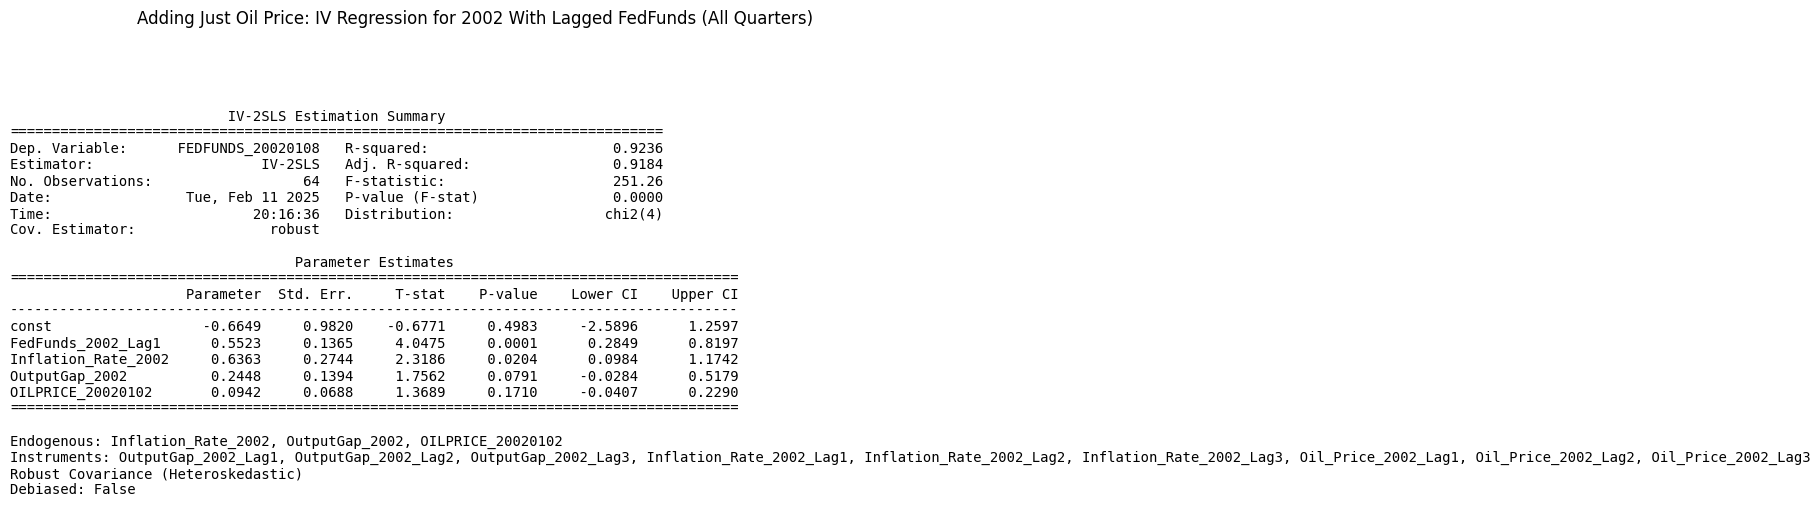 Adding Just Oil Price: IV Regression for 2002 With Lagged FedFunds (All Quarters)
                          IV-2SLS Estimation Summary
==============================================================================
Dep. Variable:      FEDFUNDS_20020108   R-squared:                      0.9236
Estimator:                    IV-2SLS   Adj. R-squared:                 0.9184
No. Observations:                  64   F-statistic:                    251.26
Date:                Tue, Feb 11 2025   P-value (F-stat)                0.0000
Time:                        20:16:36   Distribution:                  chi2(4)
Cov. Estimator:                robust
                                  Parameter Estimates
=======================================================================================
                     Parameter  Std. Err.     T-stat    P-value    Lower CI    Upper CI
---------------------------------------------------------------------------------------
const                  -0.6649     0.9820    -0.6771     0.4983     -2.5896      1.2597
FedFunds_2002_Lag1      0.5523     0.1365     4.0475     0.0001      0.2849      0.8197
Inflation_Rate_2002     0.6363     0.2744     2.3186     0.0204      0.0984      1.1742
OutputGap_2002          0.2448     0.1394     1.7562     0.0791     -0.0284      0.5179
OILPRICE_20020102       0.0942     0.0688     1.3689     0.1710     -0.0407      0.2290
=======================================================================================
Endogenous: Inflation_Rate_2002, OutputGap_2002, OILPRICE_20020102
Instruments: OutputGap_2002_Lag1, OutputGap_2002_Lag2, OutputGap_2002_Lag3, Inflation_Rate_2002_Lag1, Inflation_Rate_2002_Lag2, Inflation_Rate_2002_Lag3, Oil_Price_2002_Lag1, Oil_Price_2002_Lag2, Oil_Price_2002_Lag3
Robust Covariance (Heteroskedastic)
Debiased: False